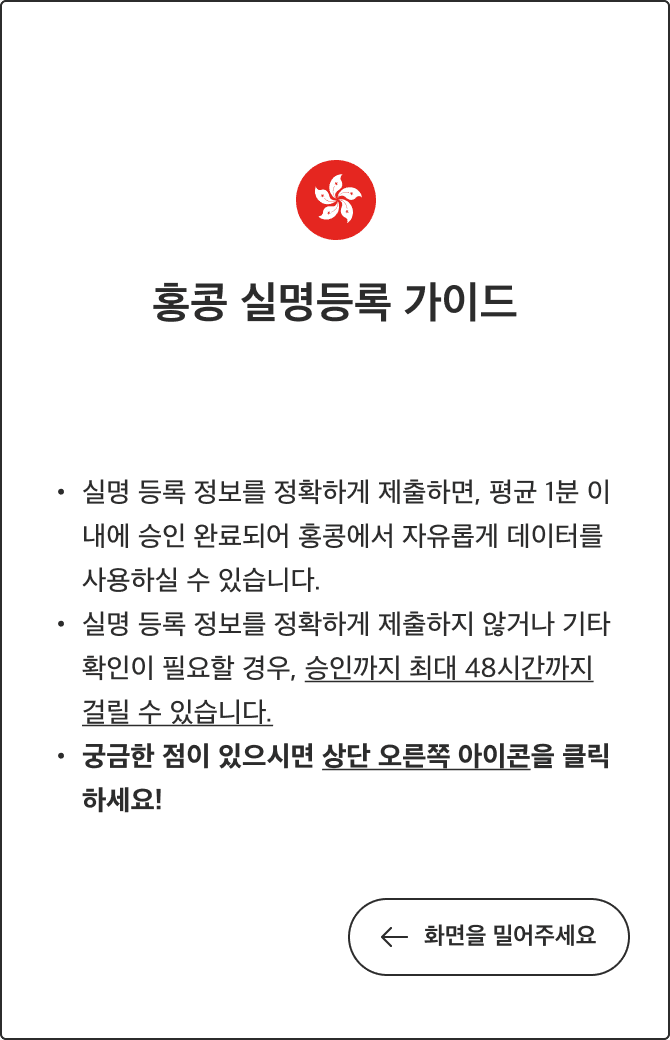 홍콩 실명등록 가이드
• 실명 등록 정보를 정확하게 제출하면, 평균 1분 이
내에 승인 완료되어 홍콩에서 자유롭게 데이터를
사용하실 수 있습니다.
• 실명 등록 정보를 정확하게 제출하지 않거나 기타
확인이 필요할 경우, 승인까지 최대 48시간까지
걸릴 수 있습니다.
• 궁금한 점이 있으시면 상단 오른쪽 아이콘을 클릭
하세요!
← 화면을 밀어주세요